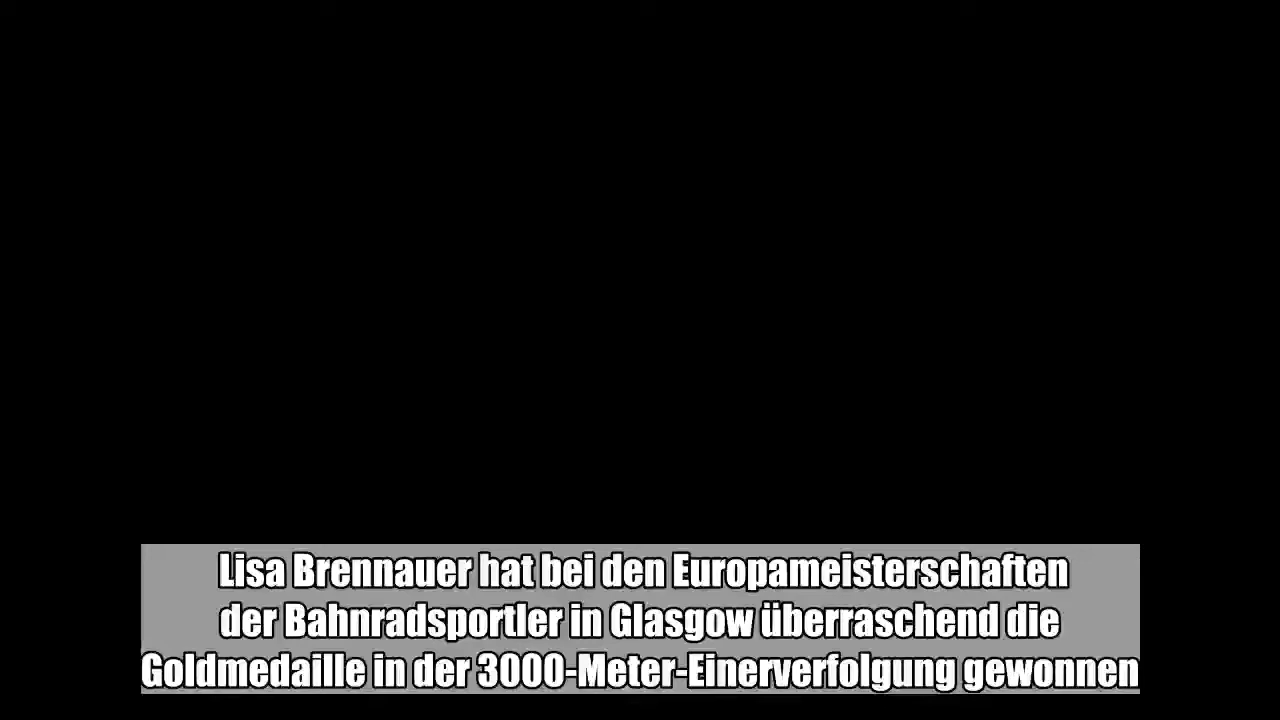 Lisa Brennauer hat bei den Europameisterschaften
der Bahnradsportler in Glasgow überraschend die
Goldmedaille in der 3000-Meter-Einerverfolgung gewonnen